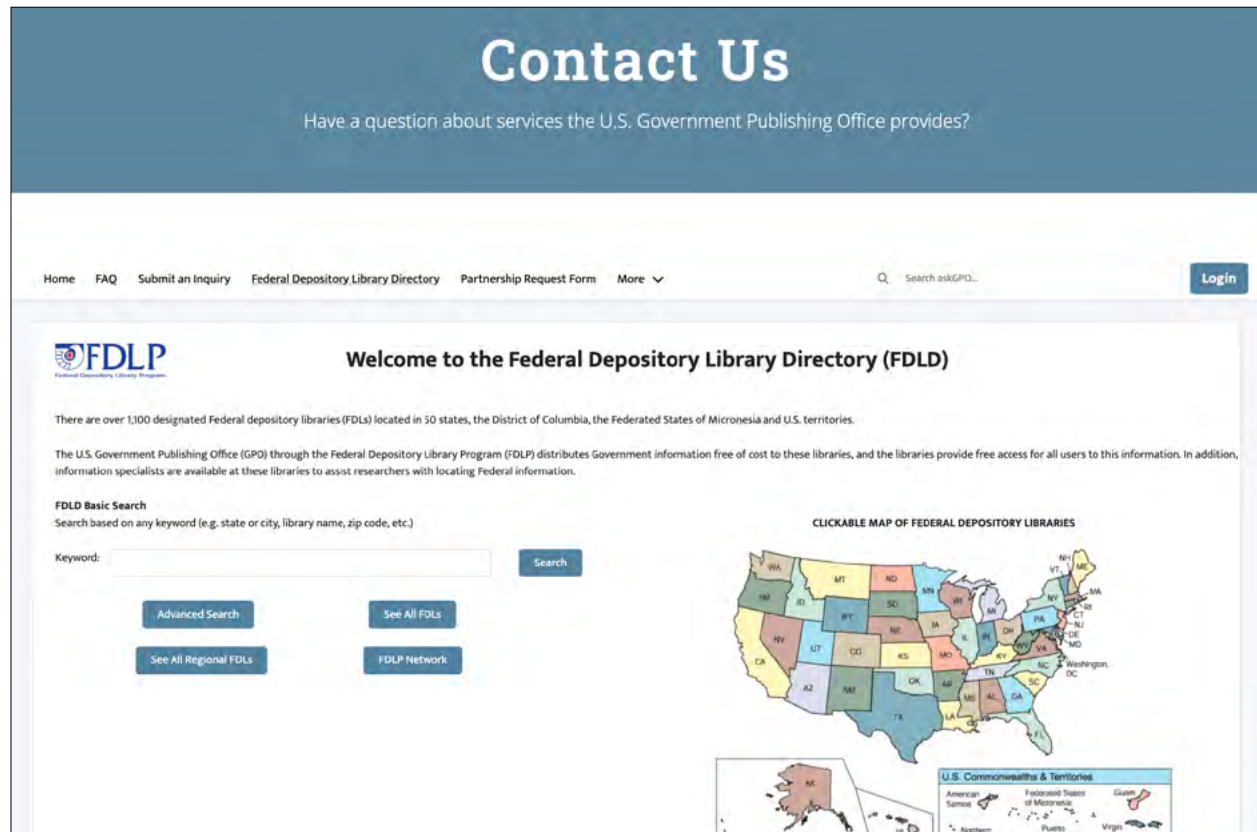 Contact Us
Have a question about services the U.S. Government Publishing Office provides?
Home FAQ Submit an Inquiry Federal Depository Library Directory Partnership Request Form More
Search askGPO...
Login
FDLP
Federal Depository Library Program
Welcome to the Federal Depository Library Directory (FDLD)
There are over 1,100 designated Federal depository libraries (FDLs) located in 50 states, the District of Columbia, the Federated States of Micronesia and U.S. territories.
The U.S. Government Publishing Office (GPO) through the Federal Depository Library Program (FDLP) distributes Government information free of cost to these libraries, and the libraries provide free access for all users to this information. In addition,
information specialists are available at these libraries to assist researchers with locating Federal information.
FDLD Basic Search
Search based on any keyword (e.g. state or city, library name, zip code, etc.)
Keyword:
Search
Advanced Search
See All FDLs
See All Regional FDLs
FDLP Network
CLICKABLE MAP OF FEDERAL DEPOSITORY LIBRARIES
WA
MT
ND
MN
WI
MI
NH
VT
ME
ID
WY
SD
IA
NY
MA
RI
CT
NJ
DE
MD
PA
NV
UT
CO
NE
KS
MO
IL
OH
KY
WV
VA
CA
AZ
NM
OK
AR
TN
NC
Washington,
DC
SC
TX
LA
MS
AL
GA
FL
AK
U.S. Commonwealths & Territories
American
Samoa
Federated States
of Micronesia
Guam
Northern
Puerto
Virgin